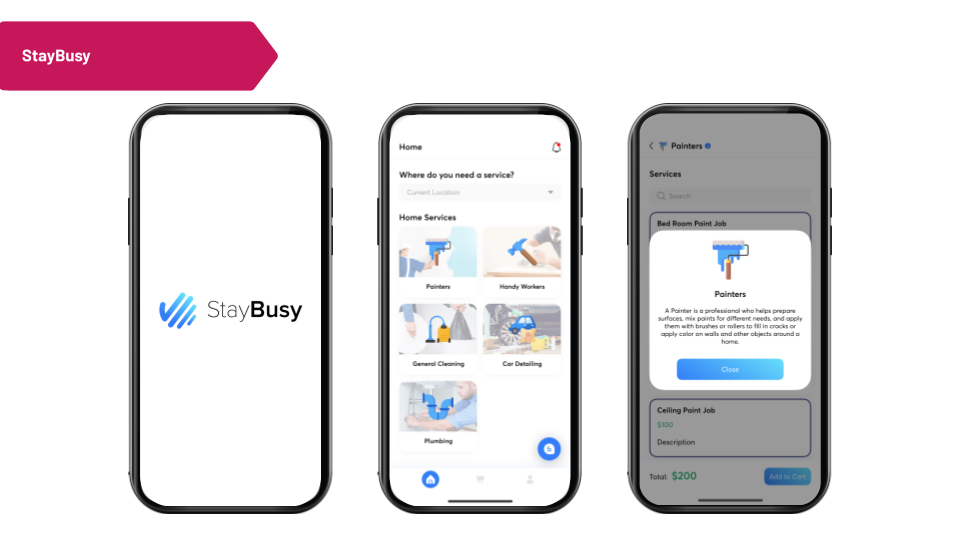 StayBusy
StayBusy
Home
Where do you need a service?
Current Location
Home Services
Painters
Handy Workers
General Cleaning
Car Detailing
Plumbing
Painters
Services
Search
Bed Room Paint Job
Painters
A Painter is a professional who helps prepare
surfaces, mix paints for different needs, and apply
them with brushes or rollers to fill in cracks or
apply color on walls and other objects around a
home.
Close
Ceiling Paint Job
$100
Description
Total: $200
Add to Cart